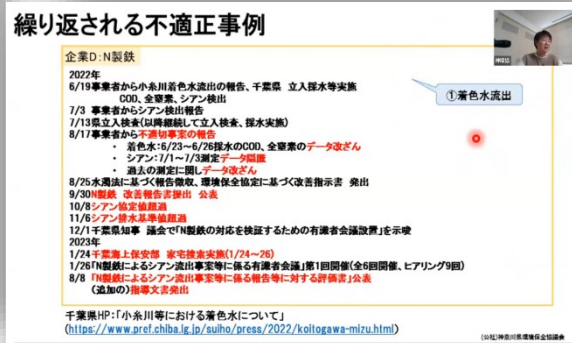 繰り返される不適正事例
企業D:N製鉄
2022年
6/19事業者から小糸川着色水流出の報告、千葉県 立入採水等実施
COD、全窒素、シアン検出
7/3 事業者からシアン検出報告
7/13県立入検査(以降継続して立入検査、採水実施)
8/17事業者から不適切事案の報告
・ 着色水:6/23~6/26採水のCOD、全窒素のデータ改ざん
・ シアン:7/1~7/3測定データ隠匿
・ 過去の測定に関しデータ改ざん
8/25水濁法に基づく報告徴収、環境保全協定に基づく改善指示書 発出
9/30N製鉄 改善報告書提出 公表
10/8シアン協定値超過
11/6シアン排水基準値超過
12/1千葉県知事 議会で「N製鉄の対応を検証するための有識者会議設置」を示唆
2023年
1/24千葉海上保安部 家宅捜索実施(1/24~26)
1/26「N製鉄によるシアン流出事案等に係る有識者会議」第1回開催(全6回開催、ヒアリング9回)
8/8 「N製鉄によるシアン流出事案等に係る報告等に対する評価書」公表
(追加の)指導文書発出
①着色水流出
千葉県HP:「小糸川等における着色水について」
(https://www.pref.chiba.lg.jp/suiho/press/2022/koitogawa-mizu.html)
(公社)神奈川県環境保全協議会